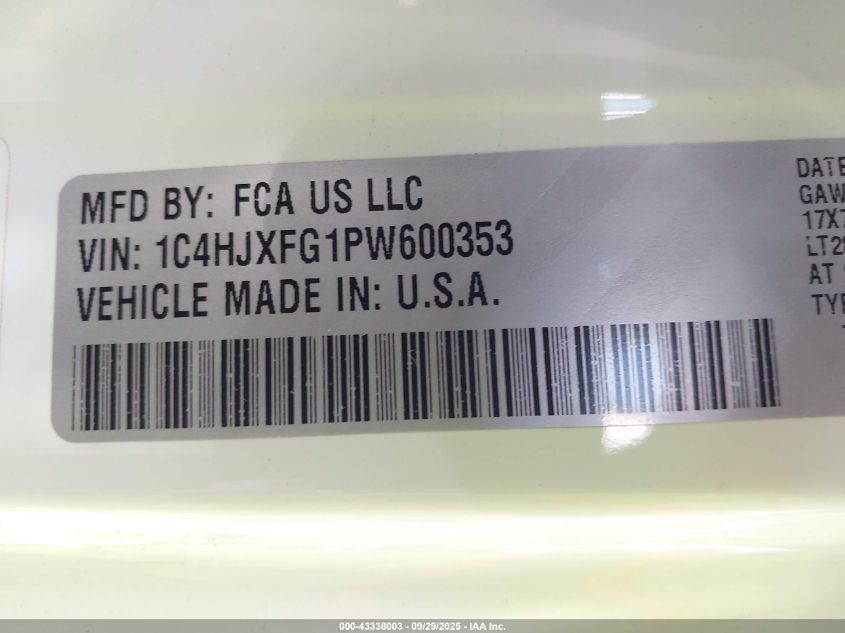 MFD BY: FCA US LLC
VIN: 1C4HJXFG1PW600353
VEHICLE MADE IN: U.S.A.
DATE
GAW
17X7
AT
TYP
000-43338003 - 09/29/2025 - IAA Inc.